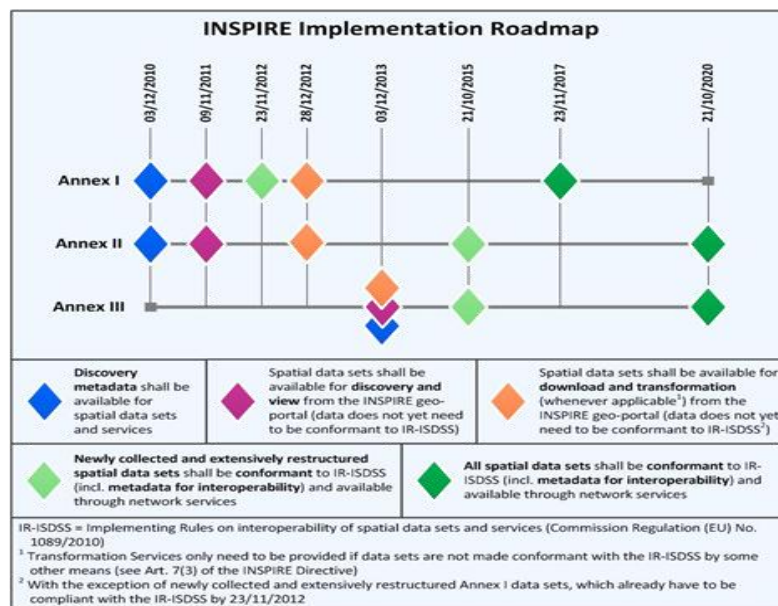 INSPIRE Implementation Roadmap
03/12/2010
09/11/2011
23/11/2012
28/12/2012
03/12/2013
21/10/2015
23/11/2017
21/10/2020
Annex I
Annex II
Annex III
Discovery
metadata shall be
available for
spatial data sets
and services
Spatial data sets shall be
available for discovery and
view from the INSPIRE geo-
portal (data does not yet need
to be conformant to IR-ISDSS)
Spatial data sets shall be available for
download and transformation
(whenever applicable¹) from the
INSPIRE geo-portal (data does not yet
need to be conformant to IR-ISDSS²)
Newly collected and extensively restructured
spatial data sets shall be conformant to IR-ISDSS
(incl. metadata for interoperability) and available
through network services
All spatial data sets shall be conformant to IR-
ISDSS (incl. metadata for interoperability) and
available through network services
IR-ISDSS = Implementing Rules on interoperability of spatial data sets and services (Commission Regulation (EU) No.
1089/2010)
¹ Transformation Services only need to be provided if data sets are not made conformant with the IR-ISDSS by some
other means (see Art. 7(3) of the INSPIRE Directive)
² With the exception of newly collected and extensively restructured Annex I data sets, which already have to be
compliant with the IR-ISDSS by 23/11/2012